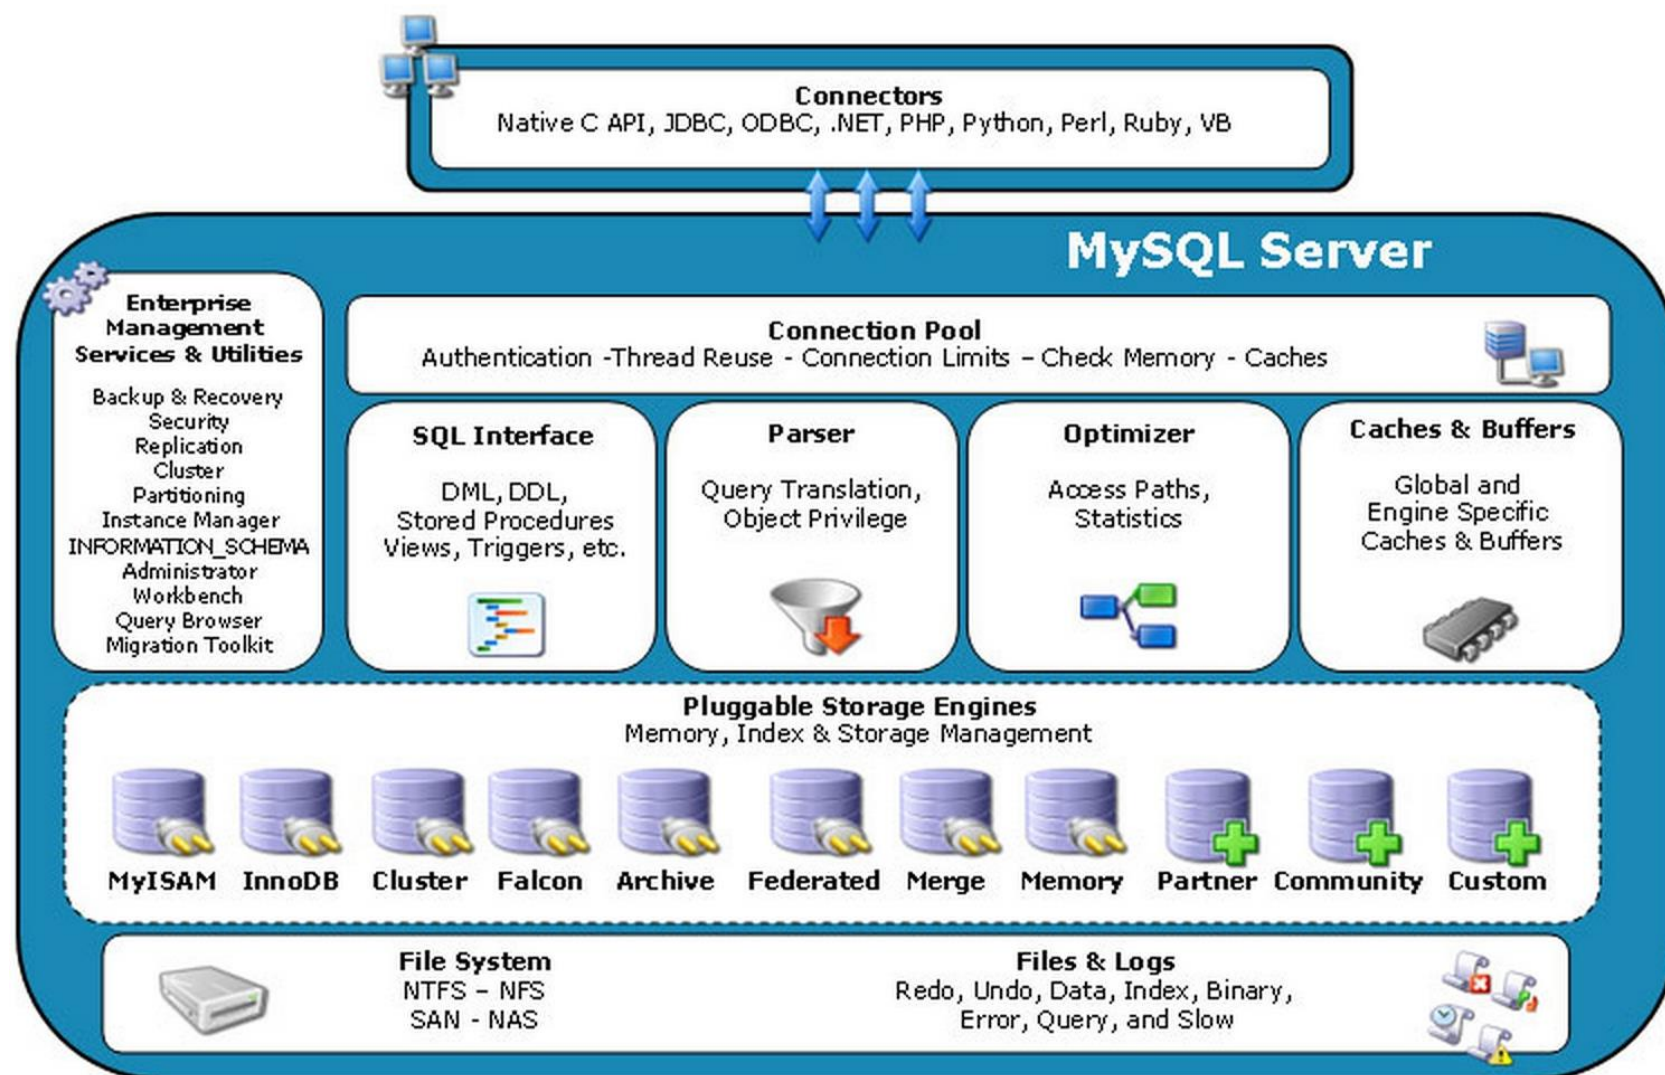 Connectors
Native C API, JDBC, ODBC, .NET, PHP, Python, Perl, Ruby, VB
MySQL Server
Enterprise
Management
Services & Utilities
Backup & Recovery
Security
Replication
Cluster
Partitioning
Instance Manager
INFORMATION_SCHEMA
Administrator
Workbench
Query Browser
Migration Toolkit
Connection Pool
Authentication -Thread Reuse - Connection Limits – Check Memory - Caches
SQL Interface
DML, DDL,
Stored Procedures
Views, Triggers, etc.
Parser
Query Translation,
Object Privilege
Optimizer
Access Paths,
Statistics
Caches & Buffers
Global and
Engine Specific
Caches & Buffers
Pluggable Storage Engines
Memory, Index & Storage Management
MyISAM InnoDB Cluster Falcon Archive Federated Merge Memory Partner Community Custom
File System
NTFS – NFS
SAN - NAS
Files & Logs
Redo, Undo, Data, Index, Binary,
Error, Query, and Slow